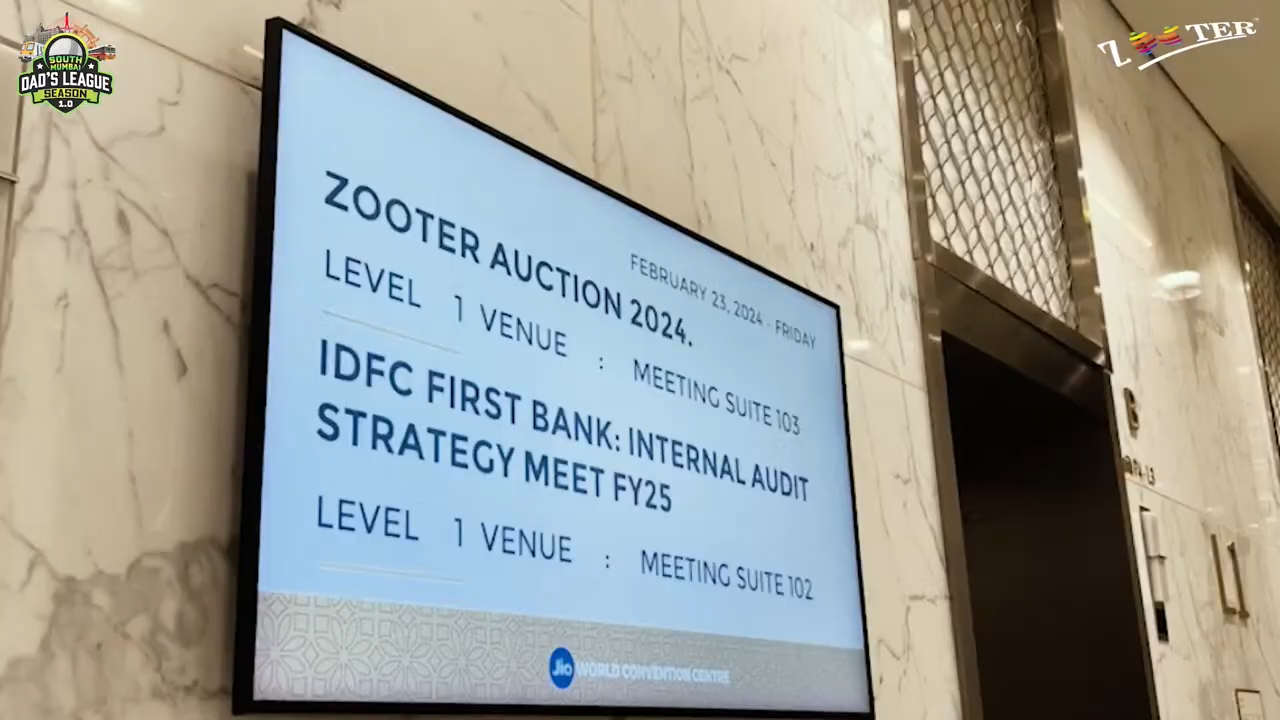 SOUTH
MUMBAI
DAD'S LEAGUE
SEASON
1.0
ZOOTER
FEBRUARY 23, 2024 - FRIDAY
ZOOTER AUCTION 2024.
LEVEL 1 VENUE : MEETING SUITE 103
IDFC FIRST BANK: INTERNAL AUDIT
STRATEGY MEET FY25
LEVEL 1 VENUE : MEETING SUITE 102
Jio WORLD CONVENTION CENTRE
L1